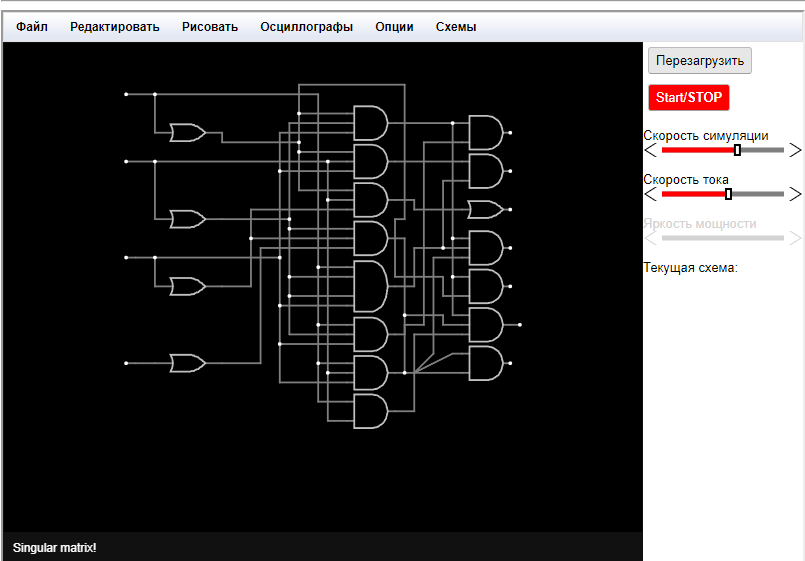 Файл Редактировать Рисовать Осциллографы Опции Схемы
Перезагрузить
Start/STOP
Скорость симуляции
Скорость тока
Яркость мощности
Текущая схема:
Singular matrix!